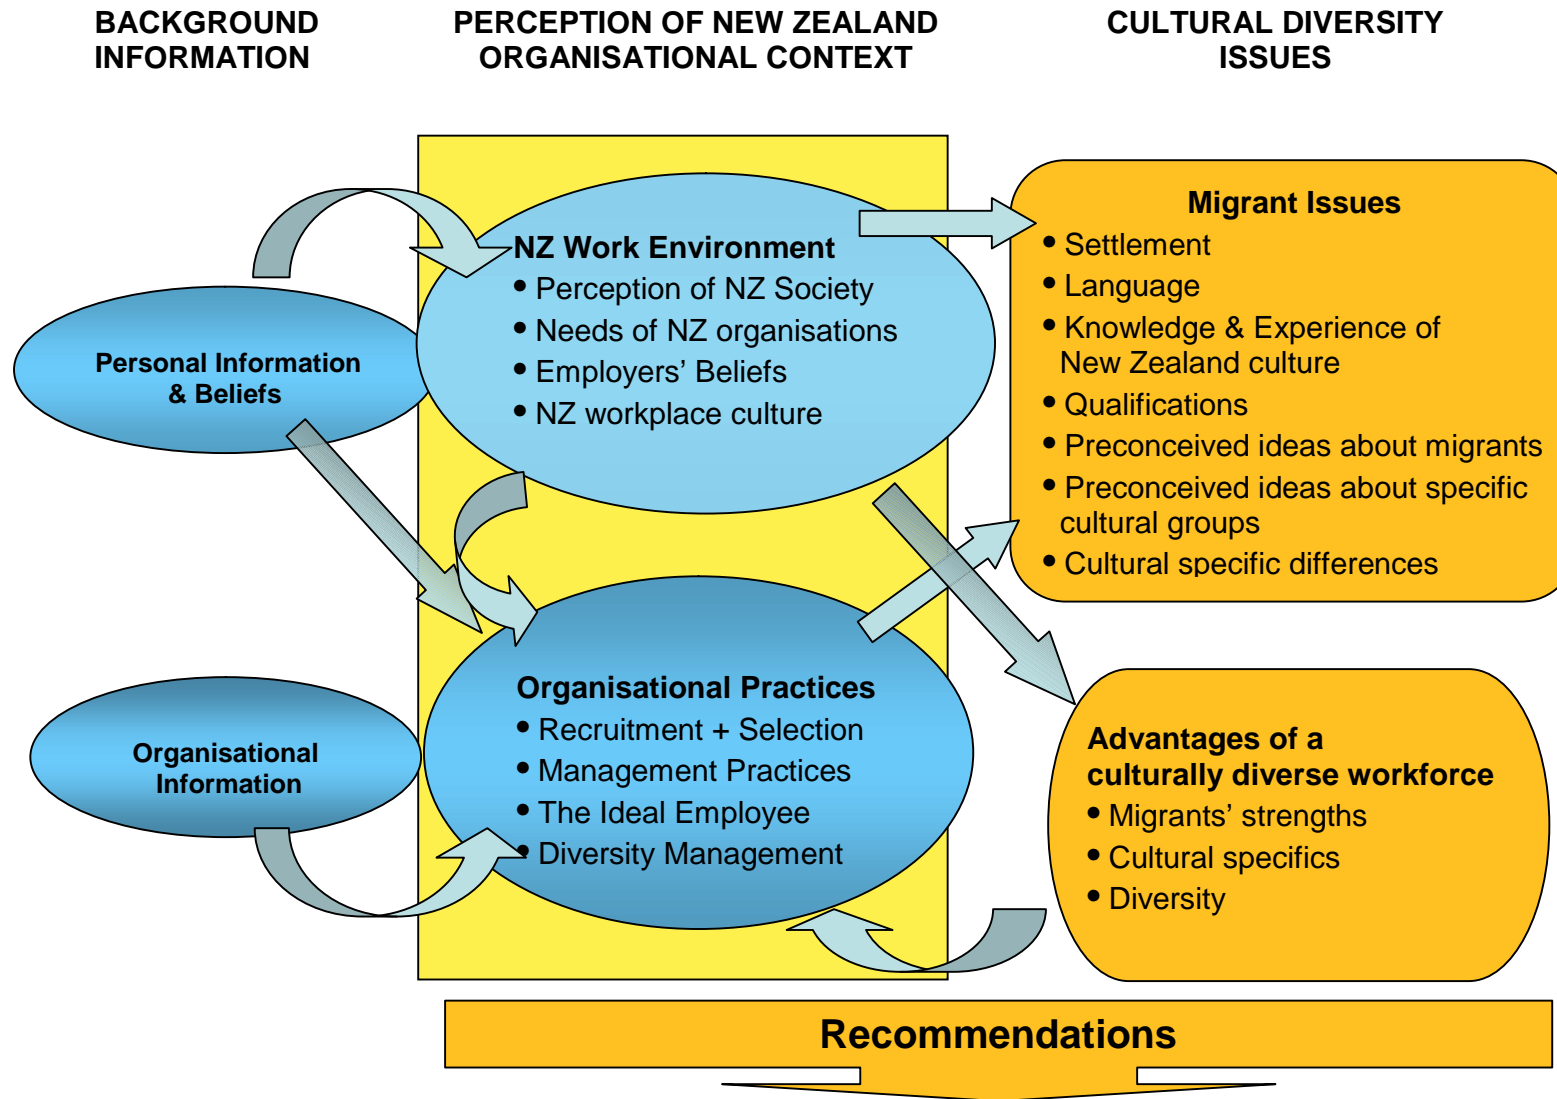 BACKGROUND
INFORMATION
PERCEPTION OF NEW ZEALAND
ORGANISATIONAL CONTEXT
CULTURAL DIVERSITY
ISSUES
Personal Information
& Beliefs
Organisational
Information
NZ Work Environment
• Perception of NZ Society
• Needs of NZ organisations
• Employers’ Beliefs
• NZ workplace culture
Organisational Practices
• Recruitment + Selection
• Management Practices
• The Ideal Employee
• Diversity Management
Migrant Issues
• Settlement
• Language
• Knowledge & Experience of
New Zealand culture
• Qualifications
• Preconceived ideas about migrants
• Preconceived ideas about specific
cultural groups
• Cultural specific differences
Advantages of a
culturally diverse workforce
• Migrants’ strengths
• Cultural specifics
• Diversity
Recommendations